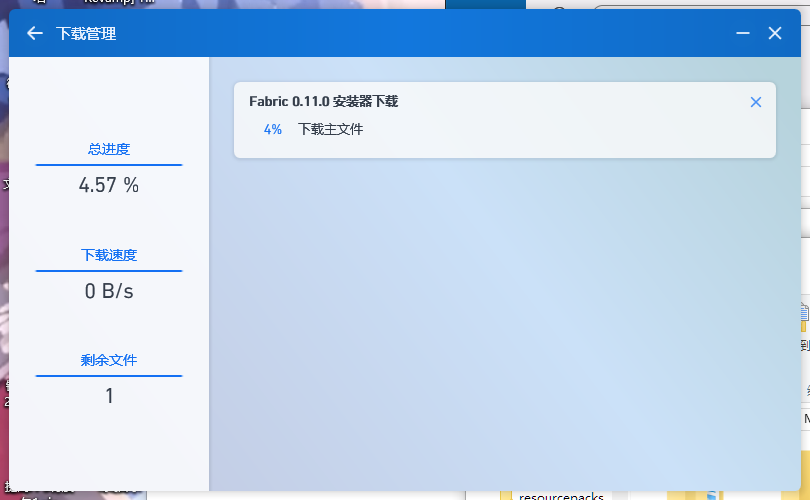 下载管理
总进度
4.57 %
下载速度
0 B/s
剩余文件
1
Fabric 0.11.0 安装器下载
4% 下载主文件
resourcepacks